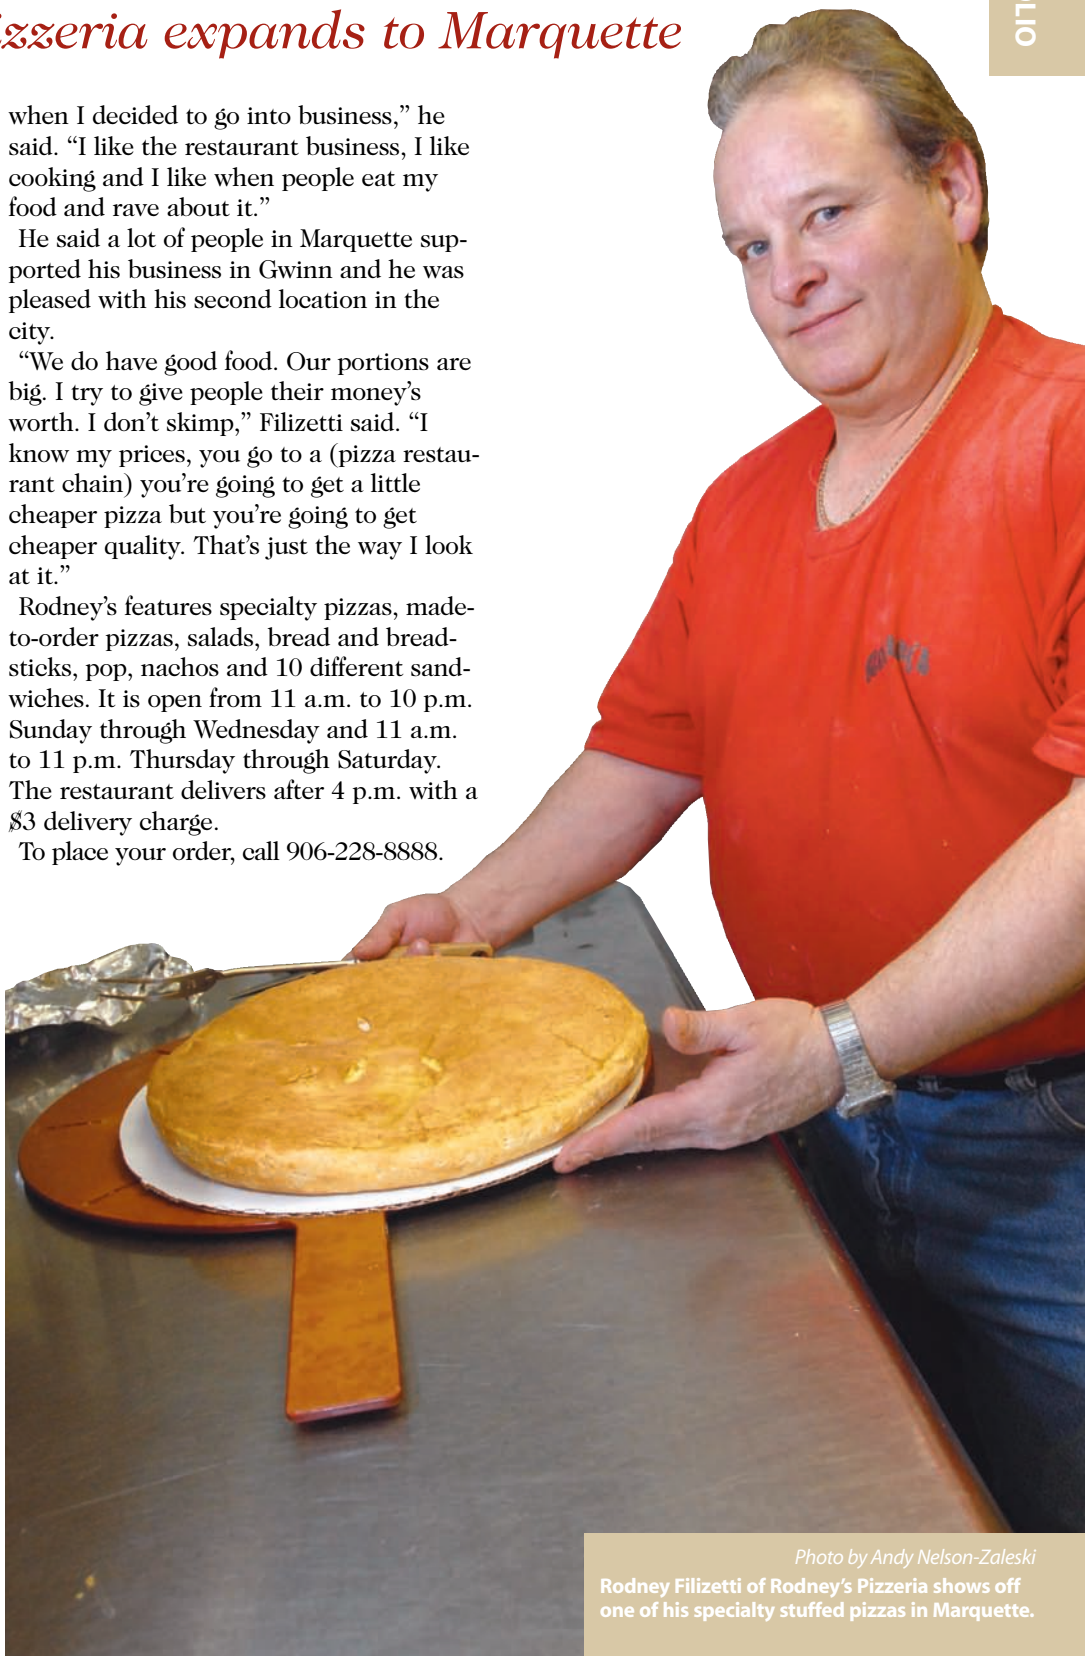 izzeria expands to Marquette
LIO
when I decided to go into business,” he
said. “I like the restaurant business, I like
cooking and I like when people eat my
food and rave about it.”
He said a lot of people in Marquette sup-
ported his business in Gwinn and he was
pleased with his second location in the
city.
“We do have good food. Our portions are
big. I try to give people their money’s
worth. I don’t skimp,” Filizetti said. “I
know my prices, you go to a (pizza restau-
rant chain) you’re going to get a little
cheaper pizza but you’re going to get
cheaper quality. That’s just the way I look
at it.”
Rodney’s features specialty pizzas, made-
to-order pizzas, salads, bread and bread-
sticks, pop, nachos and 10 different sand-
wiches. It is open from 11 a.m. to 10 p.m.
Sunday through Wednesday and 11 a.m.
to 11 p.m. Thursday through Saturday.
The restaurant delivers after 4 p.m. with a
$3 delivery charge.
To place your order, call 906-228-8888.
Photo by Andy Nelson-Zaleski
Rodney Filizetti of Rodney’s Pizzeria shows off
one of his specialty stuffed pizzas in Marquette.